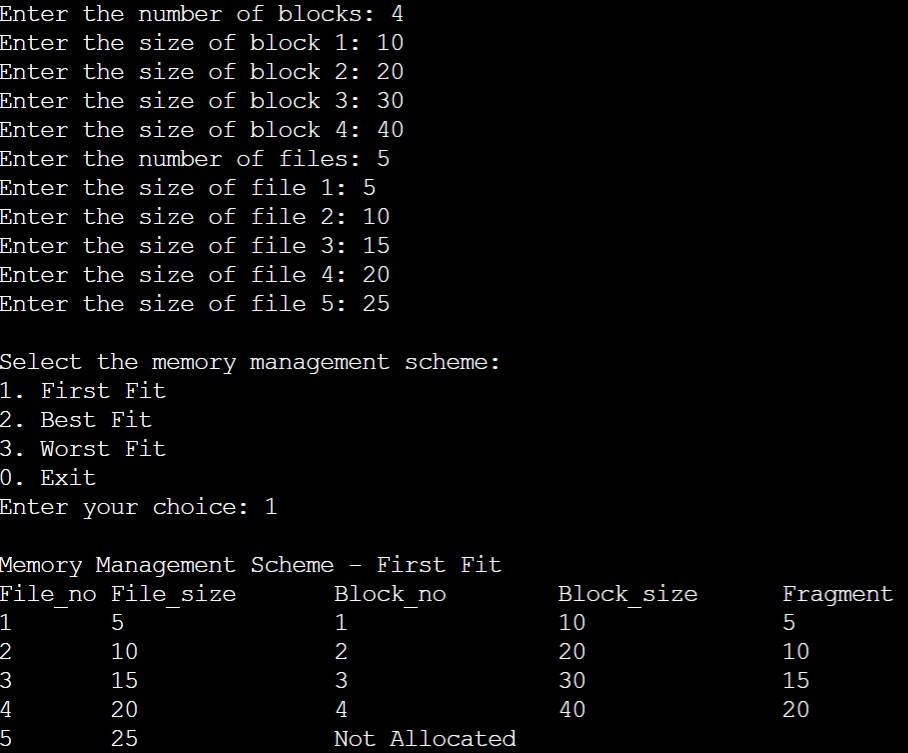 Enter the number of blocks: 4
Enter the size of block 1: 10
Enter the size of block 2: 20
Enter the size of block 3: 30
Enter the size of block 4: 40
Enter the number of files: 5
Enter the size of file 1: 5
Enter the size of file 2: 10
Enter the size of file 3: 15
Enter the size of file 4: 20
Enter the size of file 5: 25
Select the memory management scheme:
1. First Fit
2. Best Fit
3. Worst Fit
0. Exit
Enter your choice: 1
Memory Management Scheme - First Fit
File_no File_size Block_no Block_size Fragment
1 5 1 10 5
2 10 2 20 10
3 15 3 30 15
4 20 4 40 20
5 25 Not Allocated